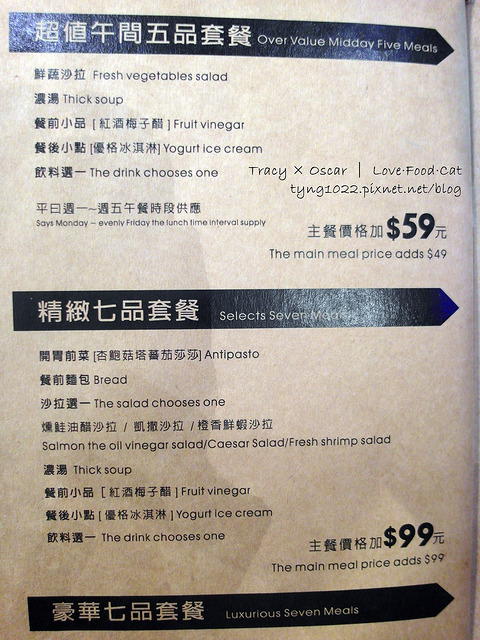 超值午間五品套餐 Over Value Midday Five Meals
鮮蔬沙拉 Fresh vegetables salad
濃湯 Thick soup
餐前小品 [ 紅酒梅子醋 ] Fruit vinegar
餐後小點 [優格冰淇淋] Yogurt ice cream
飲料選一 The drink chooses one
Tracy × Oscar | Love·Food·Cat
tyng1022.pixnet.net/blog
平日週一~週五午餐時段供應
Says Monday – evenly Friday the lunch time interval supply
主餐價格加$59元
The main meal price adds $49
精緻七品套餐 Selects Seven Meals
開胃前菜 [杏鮑菇塔蕃茄莎莎] Antipasto
餐前麵包 Bread
沙拉選一 The salad chooses one
燻鮭油醋沙拉 / 凱撒沙拉 / 橙香鮮蝦沙拉
Salmon the oil vinegar salad/Caesar Salad/Fresh shrimp salad
濃湯 Thick soup
餐前小品 [ 紅酒梅子醋 ] Fruit vinegar
餐後小點 [ 優格冰淇淋 ] Yogurt ice cream
飲料選一 The drink chooses one
主餐價格加$99元
The main meal price adds $99
豪華七品套餐 Luxurious Seven Meals